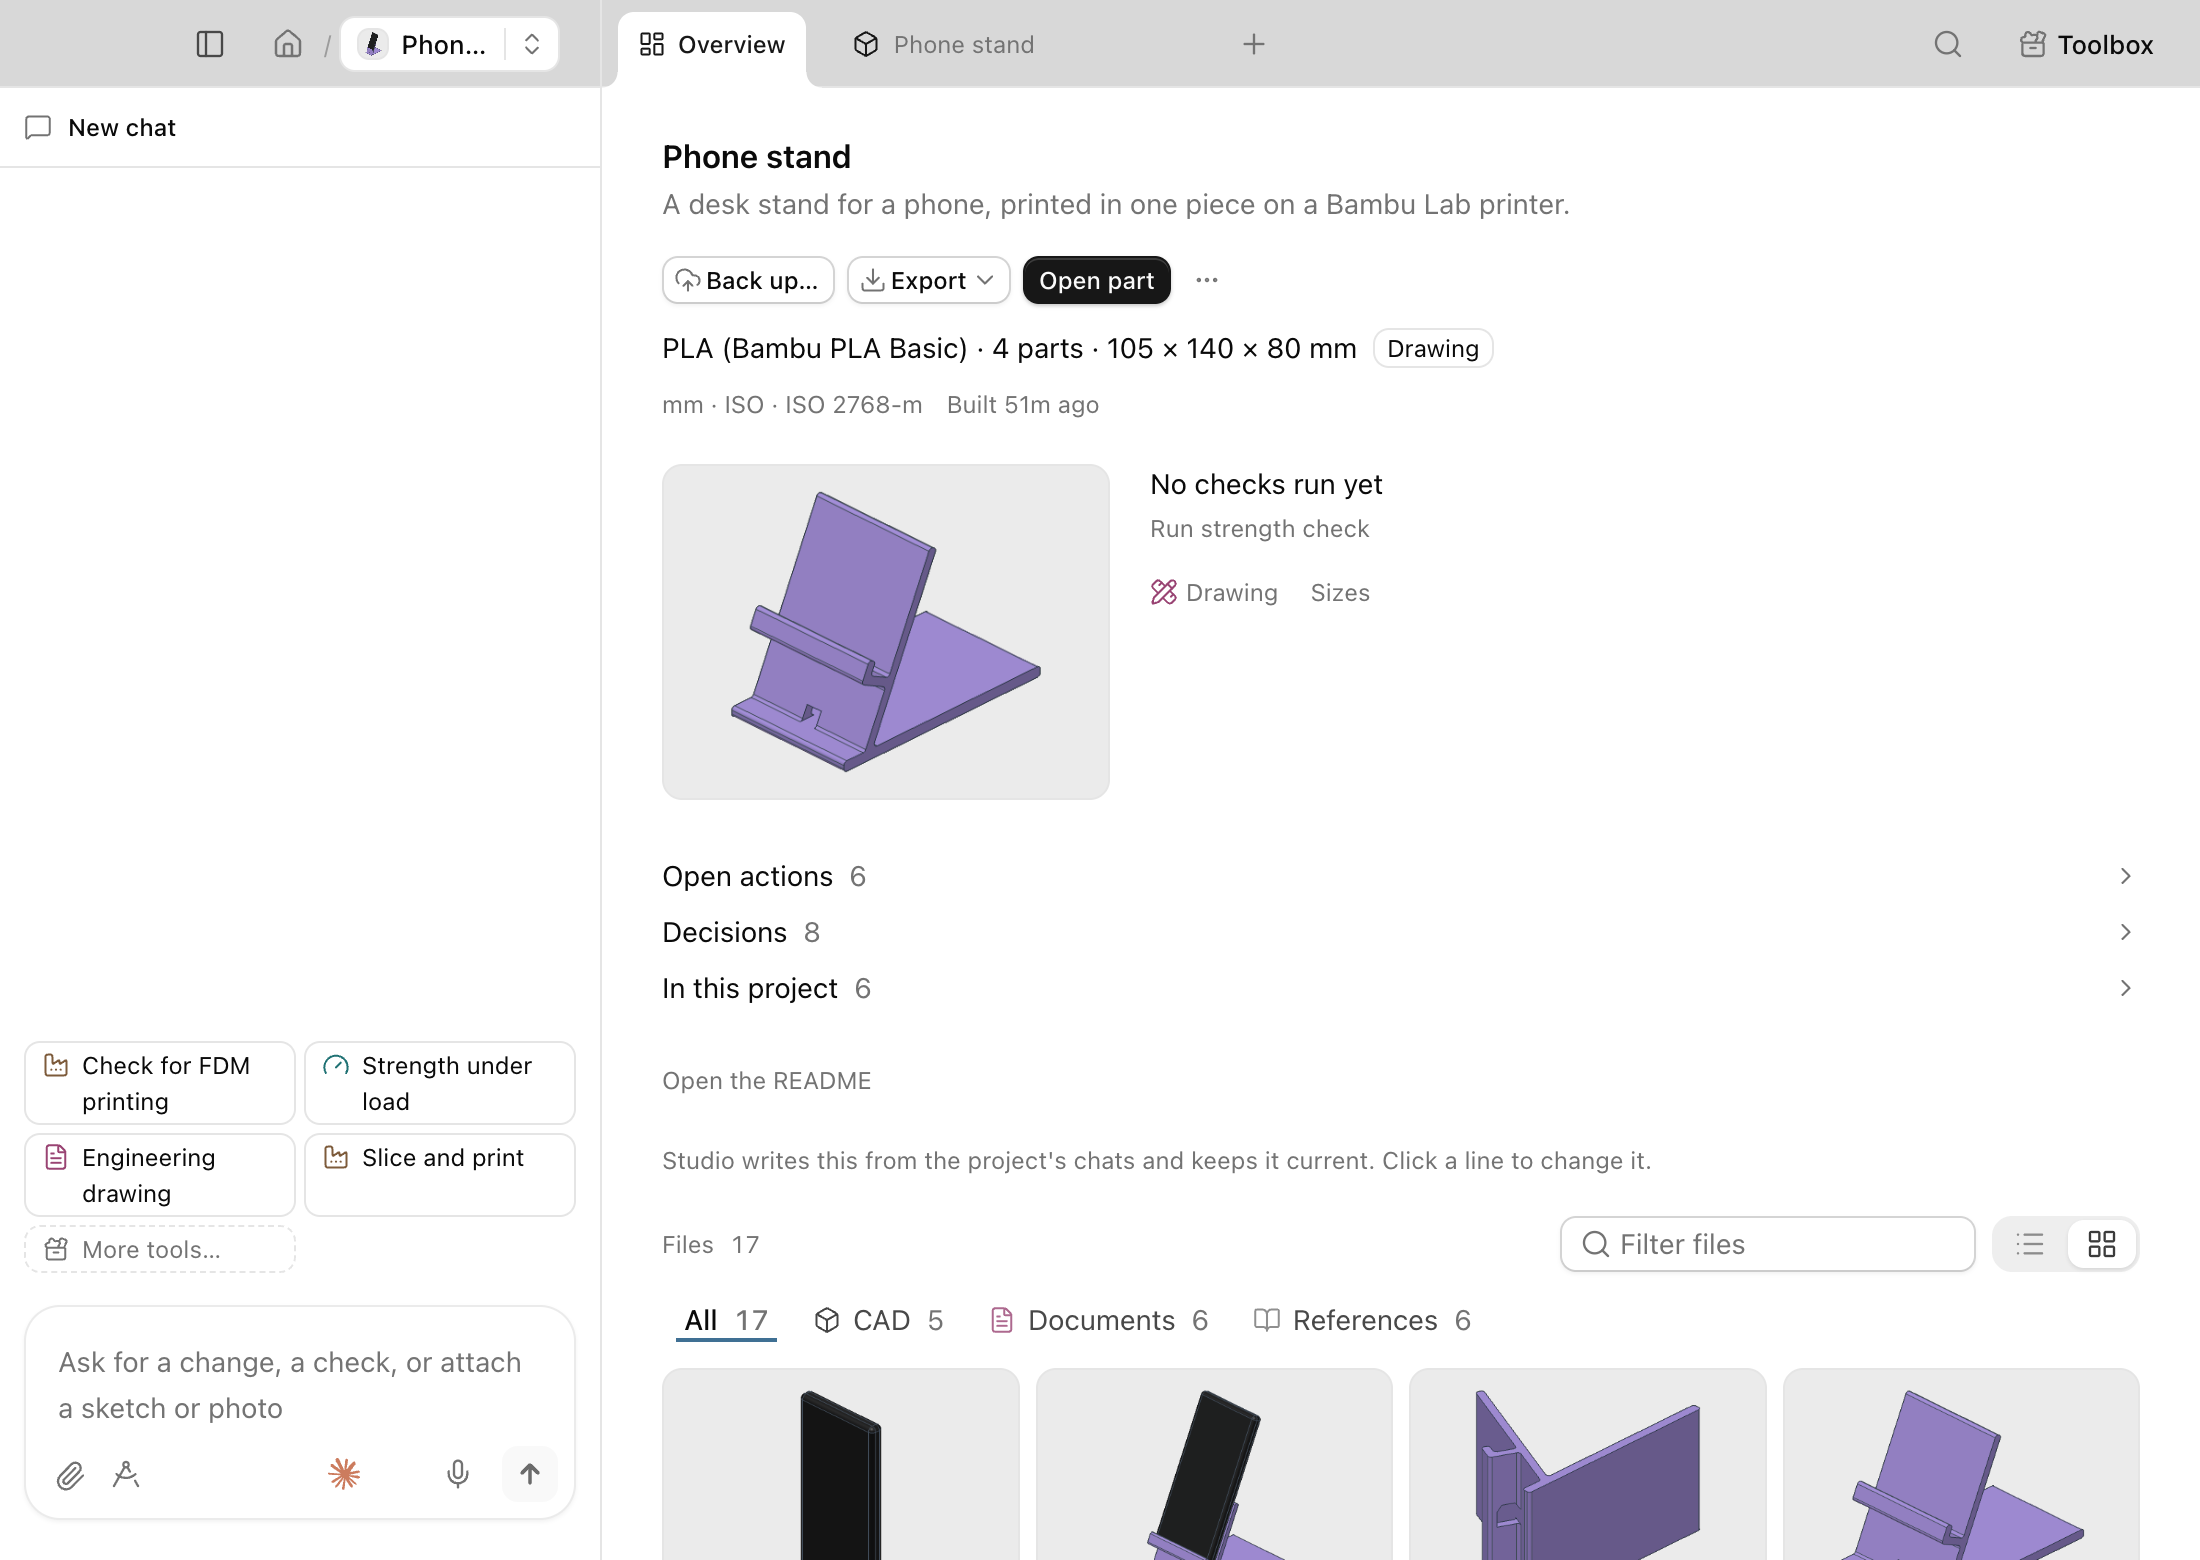 Phon...
Overview
Phone stand
Toolbox
New chat
Phone stand
A desk stand for a phone, printed in one piece on a Bambu Lab printer.
Back up...
Export
Open part
PLA (Bambu PLA Basic) · 4 parts · 105 × 140 × 80 mm
Drawing
mm · ISO · ISO 2768-m Built 51m ago
No checks run yet
Run strength check
Drawing
Sizes
Open actions 6
Decisions 8
In this project 6
Open the README
Studio writes this from the project's chats and keeps it current. Click a line to change it.
Files 17
Filter files
All 17
CAD 5
Documents 6
References 6
Check for FDM
printing
Strength under
load
Engineering
drawing
Slice and print
More tools...
Ask for a change, a check, or attach
a sketch or photo